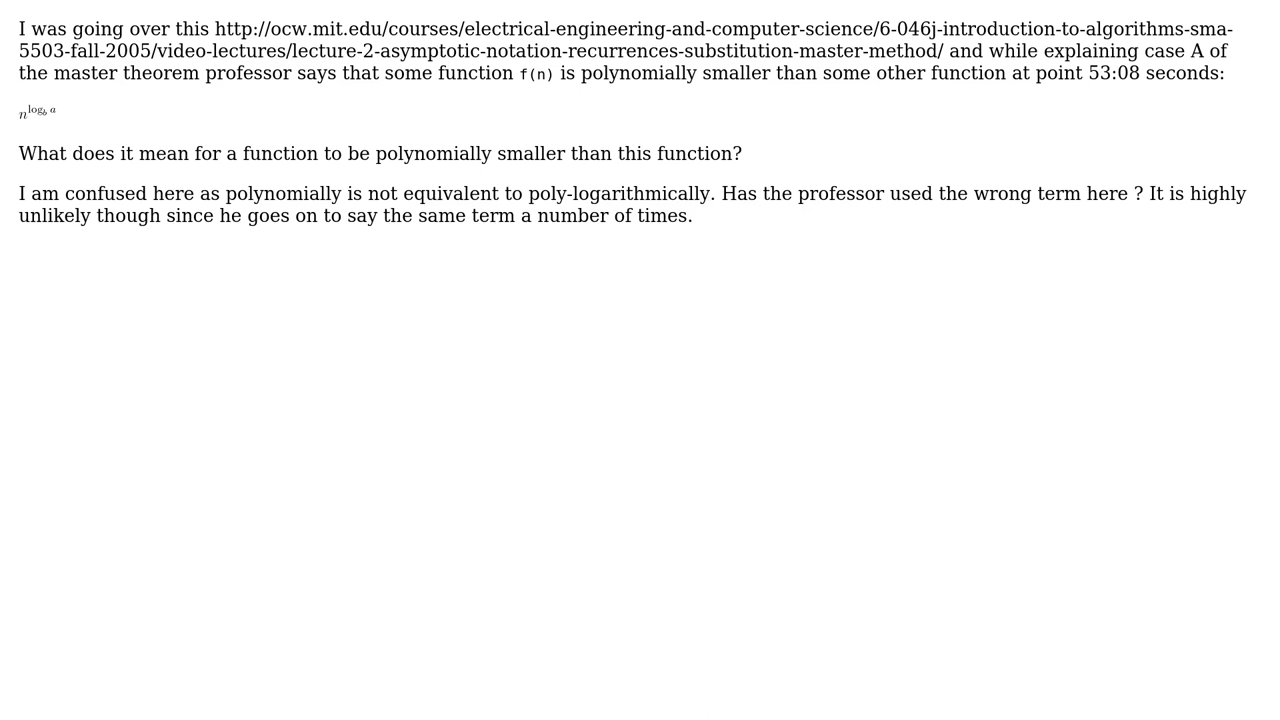 I was going over this http://ocw.mit.edu/courses/electrical-engineering-and-computer-science/6-046j-introduction-to-algorithms-sma-
5503-fall-2005/video-lectures/lecture-2-asymptotic-notation-recurrences-substitution-master-method/ and while explaining case A of
the master theorem professor says that some function f(n) is polynomially smaller than some other function at point 53:08 seconds:
n^{log_b a}
What does it mean for a function to be polynomially smaller than this function?
I am confused here as polynomially is not equivalent to poly-logarithmically. Has the professor used the wrong term here ? It is highly
unlikely though since he goes on to say the same term a number of times.